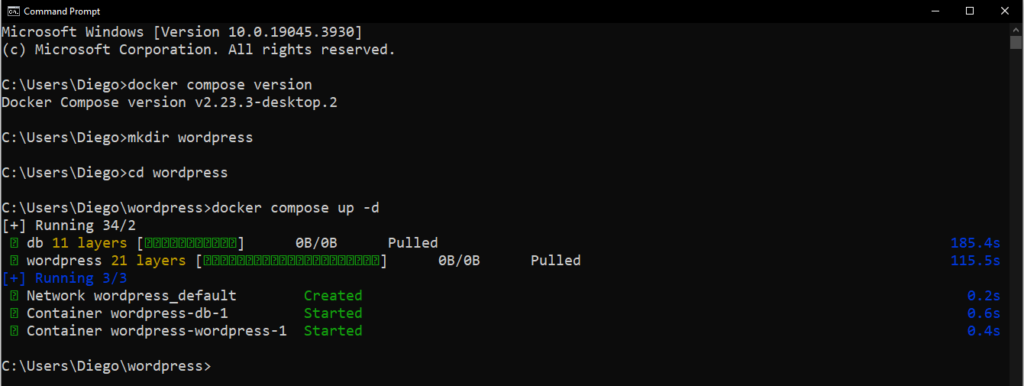 Command Prompt
Microsoft Windows [Version 10.0.19045.3930]
(c) Microsoft Corporation. All rights reserved.
C:\Users\Diego>docker compose version
Docker Compose version v2.23.3-desktop.2
C:\Users\Diego>mkdir wordpress
C:\Users\Diego>cd wordpress
C:\Users\Diego\wordpress>docker compose up -d
[+] Running 34/2
⍰ db 11 layers [⍰⍰⍰⍰⍰⍰⍰⍰⍰⍰⍰] 0B/0B Pulled 185.4s
⍰ wordpress 21 layers [⍰⍰⍰⍰⍰⍰⍰⍰⍰⍰⍰⍰⍰⍰⍰⍰⍰⍰⍰⍰⍰] 0B/0B Pulled 115.5s
[+] Running 3/3
⍰ Network wordpress_default Created 0.2s
⍰ Container wordpress-db-1 Started 0.6s
⍰ Container wordpress-wordpress-1 Started 0.4s
C:\Users\Diego\wordpress>